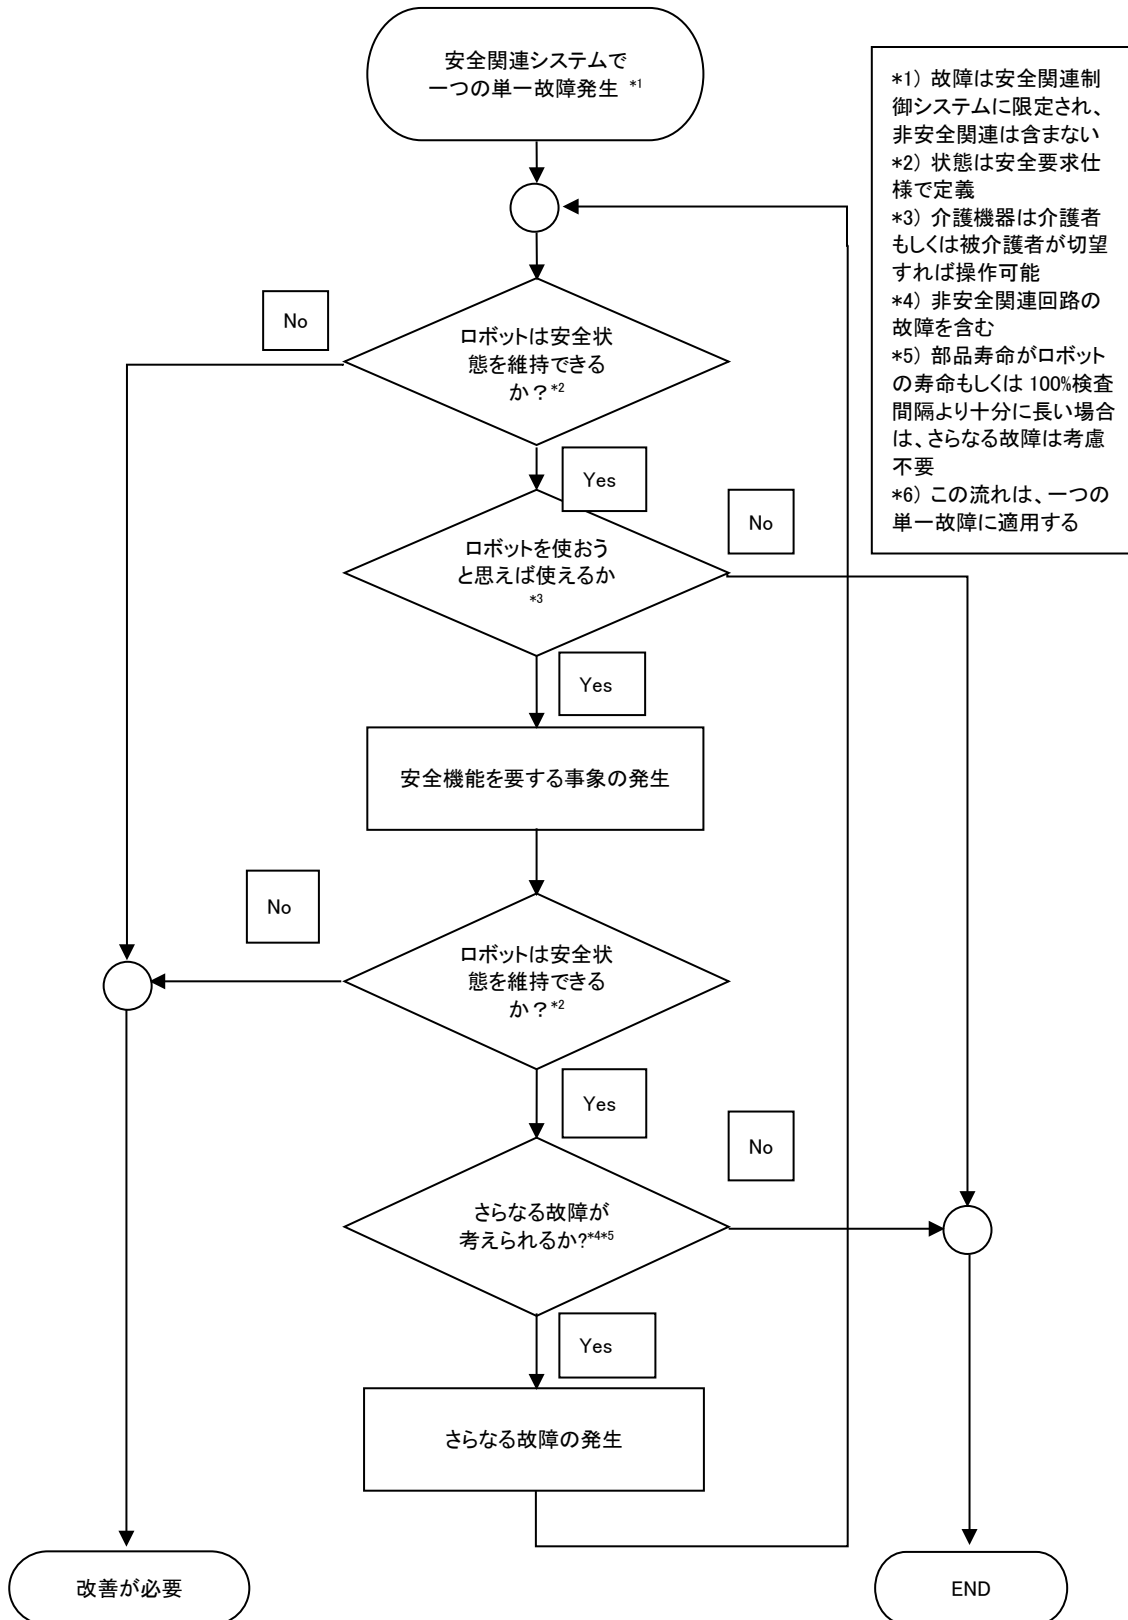 安全関連システムで
一つの単一故障発生 *1
*1) 故障は安全関連制
御システムに限定され、
非安全関連は含まない
*2) 状態は安全要求仕
様で定義
*3) 介護機器は介護者
もしくは被介護者が切望
すれば操作可能
*4) 非安全関連回路の
故障を含む
*5) 部品寿命がロボット
の寿命もしくは 100%検査
間隔より十分に長い場合
は、さらなる故障は考慮
不要
*6) この流れは、一つの
単一故障に適用する
No
ロボットは安全状
態を維持できる
か？*2
Yes
No
ロボットを使おう
と思えば使えるか
*3
Yes
安全機能を要する事象の発生
No
ロボットは安全状
態を維持できる
か？*2
Yes
No
さらなる故障が
考えられるか?*4*5
Yes
さらなる故障の発生
改善が必要
END